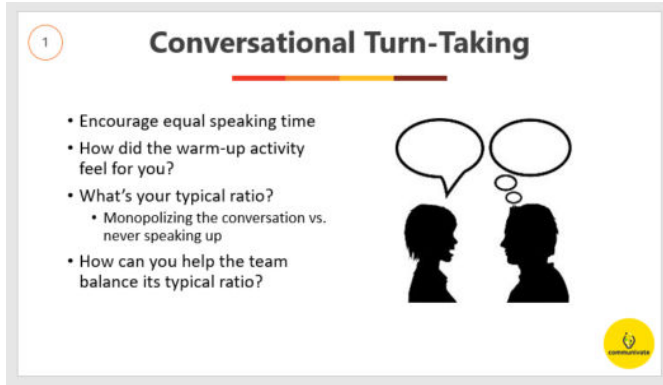 1
Conversational Turn-Taking
• Encourage equal speaking time
• How did the warm-up activity
feel for you?
• What's your typical ratio?
• Monopolizing the conversation vs.
never speaking up
• How can you help the team
balance its typical ratio?
communivate